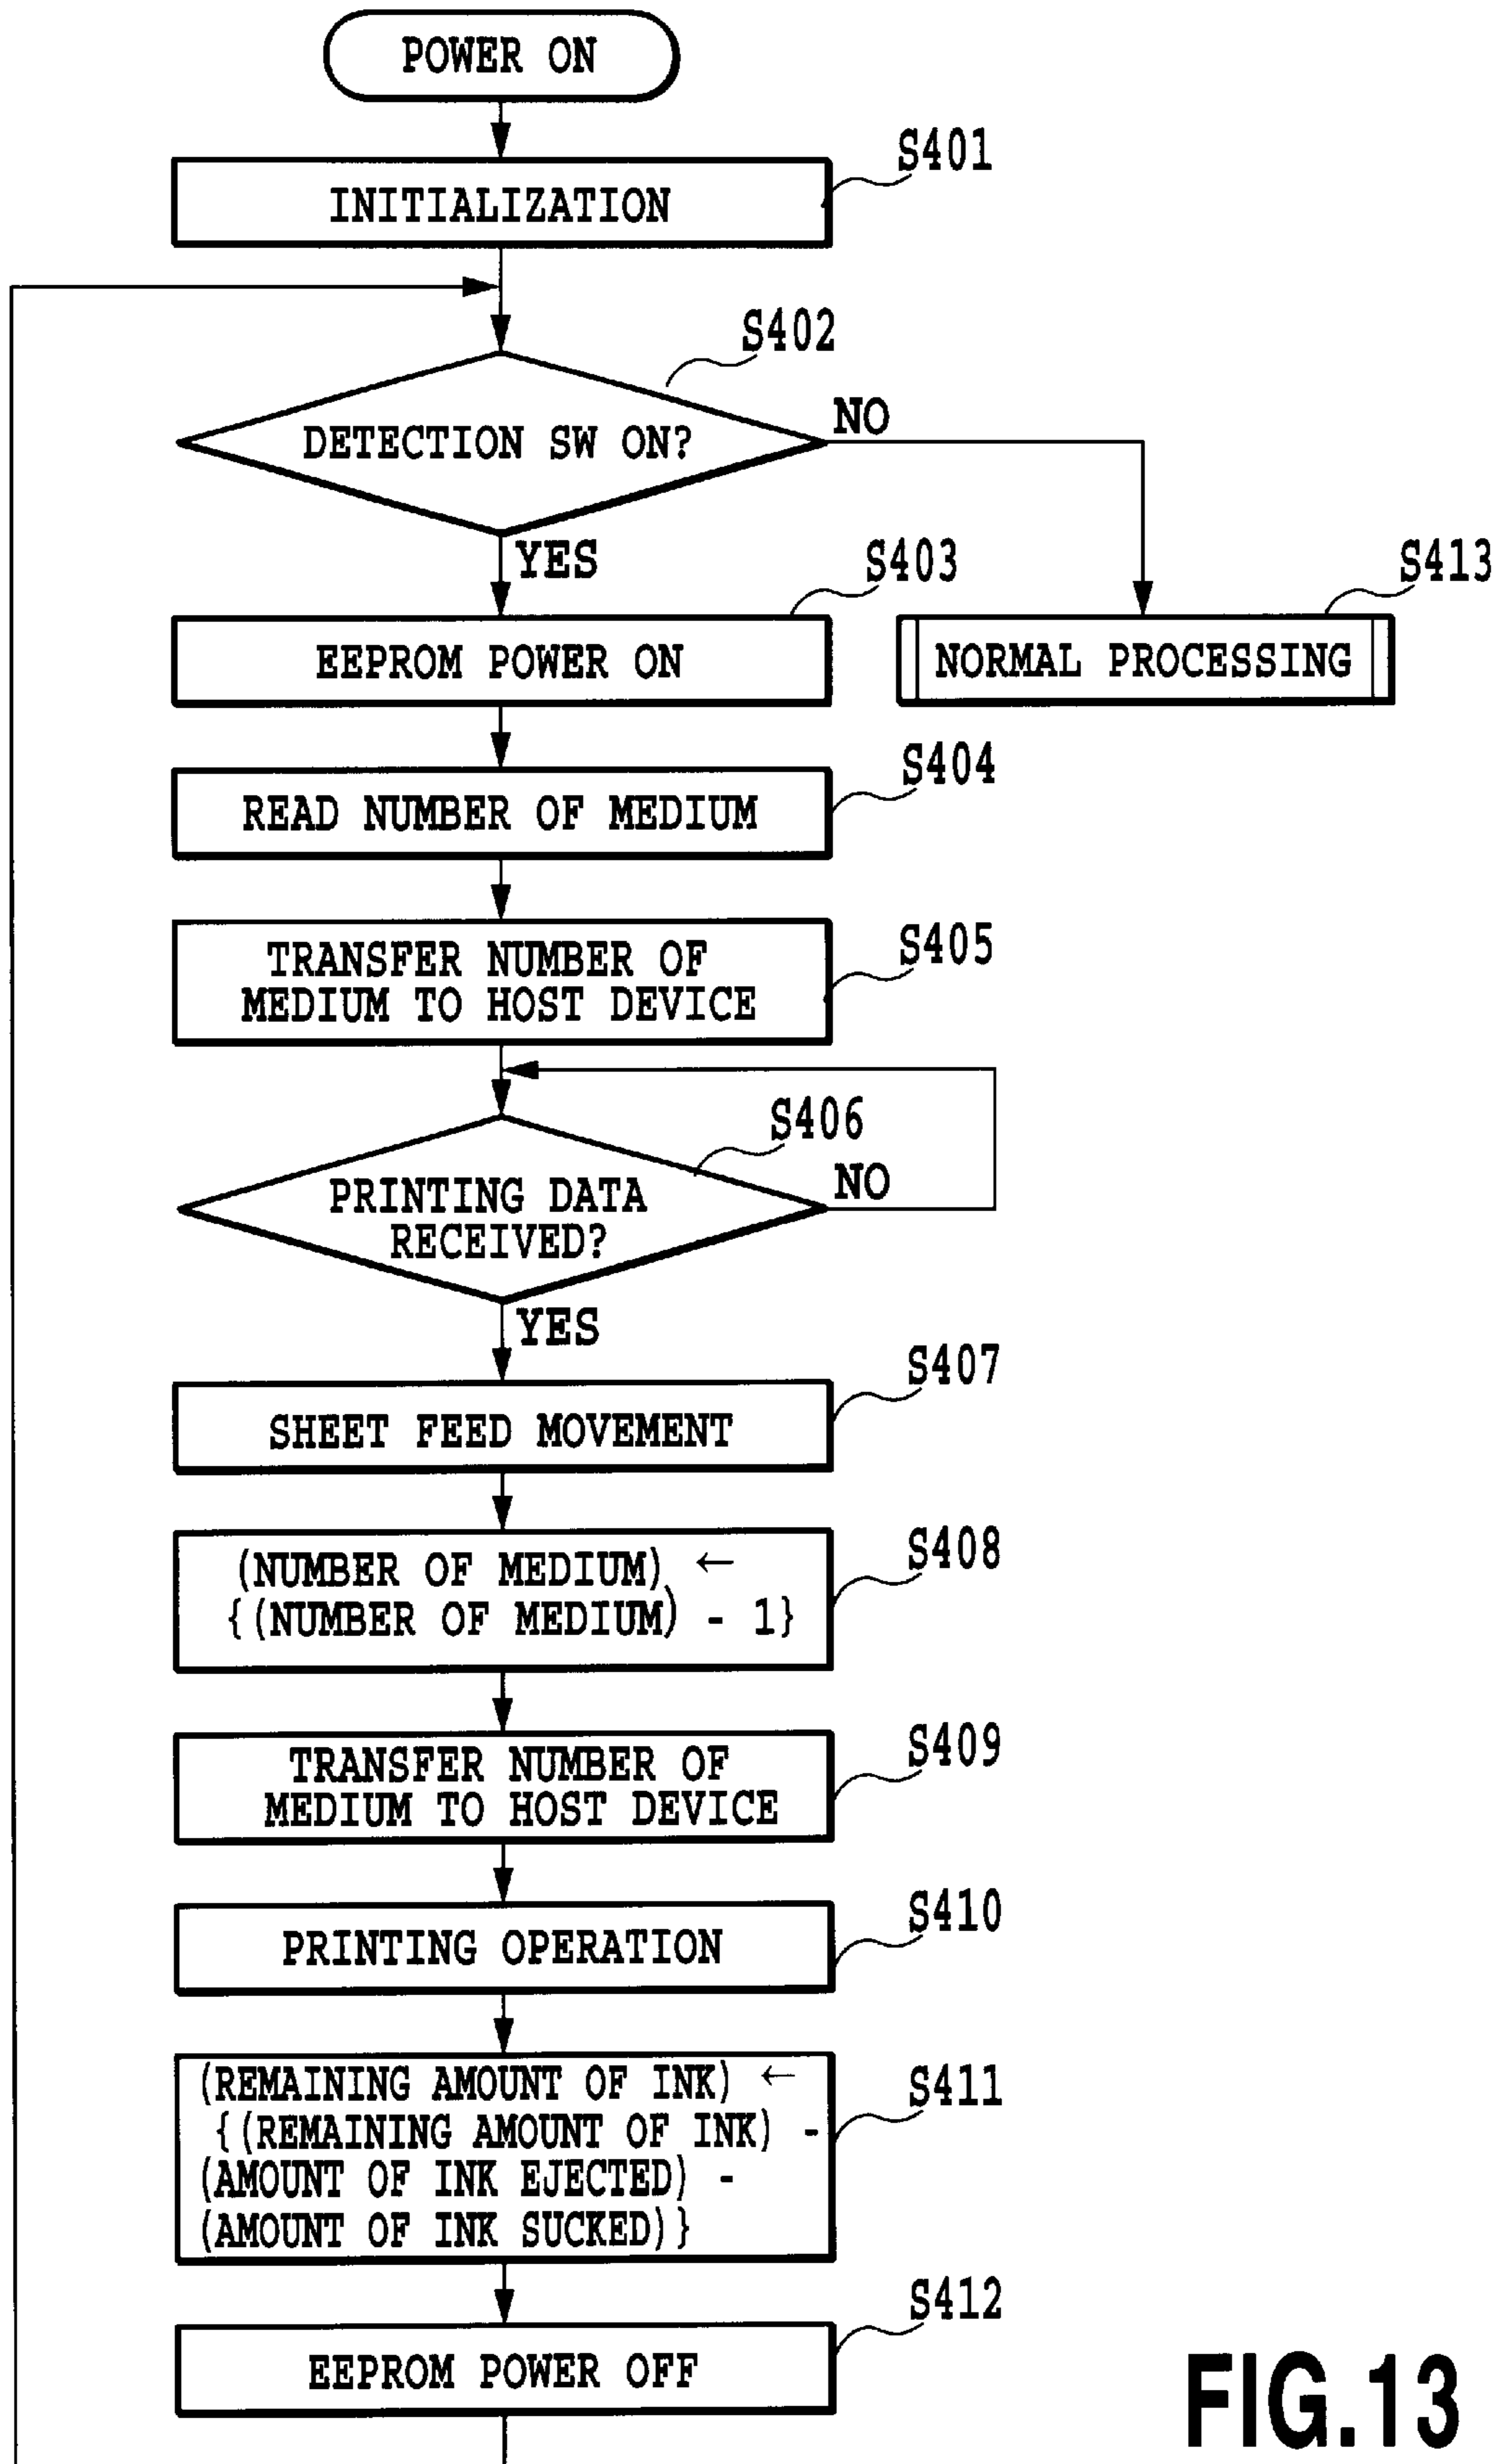 POWER ON
S401
INITIALIZATION
S402
DETECTION SW ON?
NO
YES
S403
S413
EEPROM POWER ON
NORMAL PROCESSING
S404
READ NUMBER OF MEDIUM
S405
TRANSFER NUMBER OF
MEDIUM TO HOST DEVICE
S406
PRINTING DATA
RECEIVED?
NO
YES
S407
SHEET FEED MOVEMENT
S408
(NUMBER OF MEDIUM) ←
{(NUMBER OF MEDIUM) - 1}
S409
TRANSFER NUMBER OF
MEDIUM TO HOST DEVICE
S410
PRINTING OPERATION
S411
(REMAINING AMOUNT OF INK) ←
{(REMAINING AMOUNT OF INK) -
(AMOUNT OF INK EJECTED) -
(AMOUNT OF INK SUCKED)}
S412
EEPROM POWER OFF
FIG.13